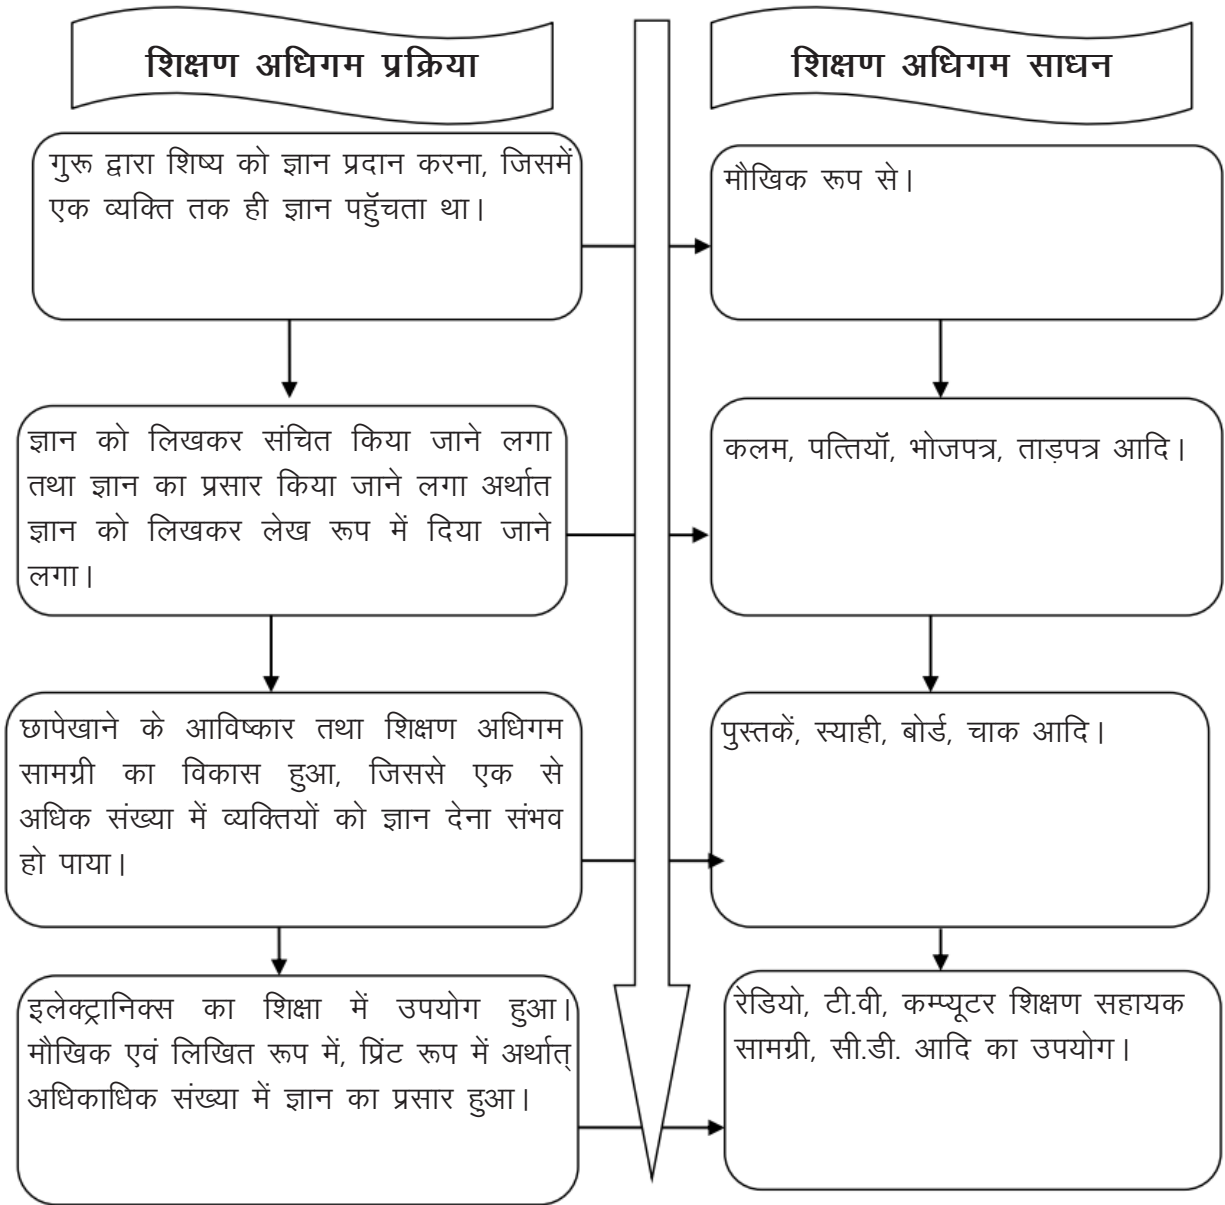 शिक्षण अधिगम प्रक्रिया
शिक्षण अधिगम साधन
गुरू द्वारा शिष्य को ज्ञान प्रदान करना, जिसमें
एक व्यक्ति तक ही ज्ञान पहुॅचता था।
मौखिक रूप से।
ज्ञान को लिखकर संचित किया जाने लगा
तथा ज्ञान का प्रसार किया जाने लगा अर्थात
ज्ञान को लिखकर लेख रूप में दिया जाने
लगा।
कलम, पत्तियॉ, भोजपत्र, ताड़पत्र आदि।
छापेखाने के आविष्कार तथा शिक्षण अधिगम
सामग्री का विकास हुआ, जिससे एक से
अधिक संख्या में व्यक्तियों को ज्ञान देना संभव
हो पाया।
पुस्तकें, स्याही, बोर्ड, चाक आदि।
इलेक्ट्रानिक्स का शिक्षा में उपयोग हुआ।
मौखिक एवं लिखित रूप में, प्रिंट रूप में अर्थात्
अधिकाधिक संख्या में ज्ञान का प्रसार हुआ।
रेडियो, टी.वी, कम्प्यूटर शिक्षण सहायक
सामग्री, सी.डी. आदि का उपयोग।